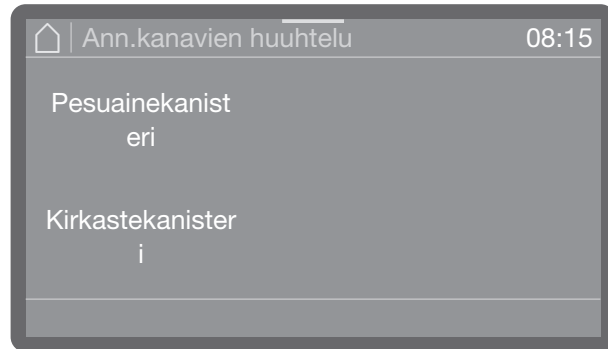 Ann.kanavien huuhtelu 08:15
Pesuainekanist
eri
Kirkastekanister
i